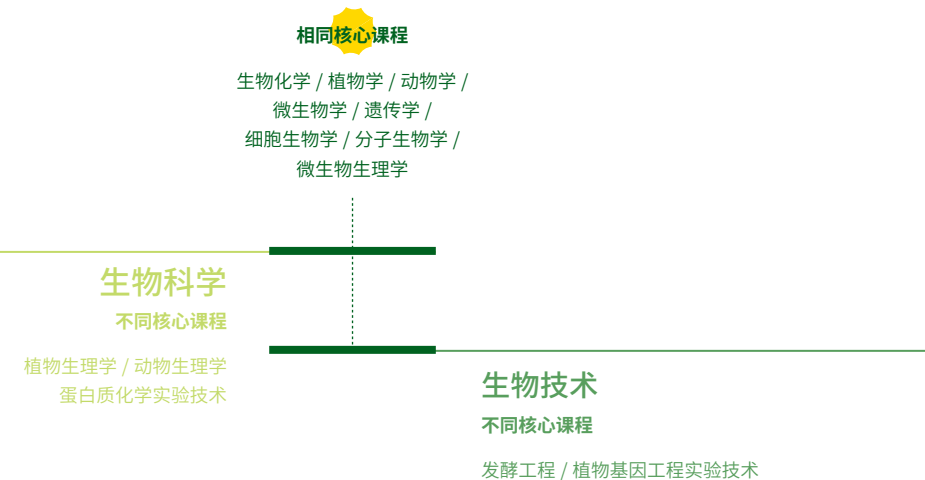 相同核心课程
生物化学 / 植物学 / 动物学 /
微生物学 / 遗传学 /
细胞生物学 / 分子生物学 /
微生物生理学
生物科学
不同核心课程
植物生理学 / 动物生理学
蛋白质化学实验技术
生物技术
不同核心课程
发酵工程 / 植物基因工程实验技术